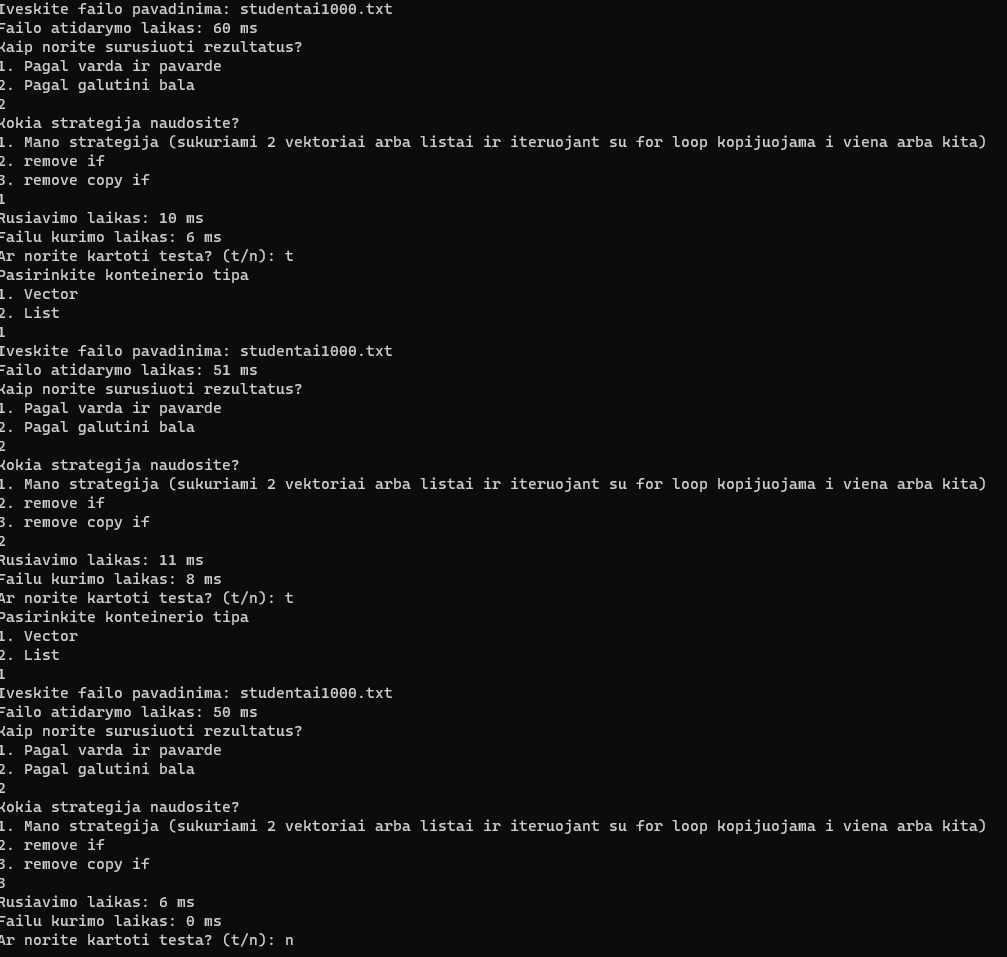 Iveskite failo pavadinima: studentai1000.txt
Failo atidarymo laikas: 60 ms
Kaip norite surusiuoti rezultatus?
1. Pagal varda ir pavarde
2. Pagal galutini bala
2
Kokia strategija naudosite?
1. Mano strategija (sukuriami 2 vektoriai arba listai ir iteruojant su for loop kopijuojama i viena arba kita)
2. remove if
3. remove copy if
1
Rusiavimo laikas: 10 ms
Failu kurimo laikas: 6 ms
Ar norite kartoti testa? (t/n): t
Pasirinkite konteinerio tipa
1. Vector
2. List
1
Iveskite failo pavadinima: studentai1000.txt
Failo atidarymo laikas: 51 ms
Kaip norite surusiuoti rezultatus?
1. Pagal varda ir pavarde
2. Pagal galutini bala
2
Kokia strategija naudosite?
1. Mano strategija (sukuriami 2 vektoriai arba listai ir iteruojant su for loop kopijuojama i viena arba kita)
2. remove if
3. remove copy if
2
Rusiavimo laikas: 11 ms
Failu kurimo laikas: 8 ms
Ar norite kartoti testa? (t/n): t
Pasirinkite konteinerio tipa
1. Vector
2. List
1
Iveskite failo pavadinima: studentai1000.txt
Failo atidarymo laikas: 50 ms
Kaip norite surusiuoti rezultatus?
1. Pagal varda ir pavarde
2. Pagal galutini bala
2
Kokia strategija naudosite?
1. Mano strategija (sukuriami 2 vektoriai arba listai ir iteruojant su for loop kopijuojama i viena arba kita)
2. remove if
3. remove copy if
3
Rusiavimo laikas: 6 ms
Failu kurimo laikas: 0 ms
Ar norite kartoti testa? (t/n): n